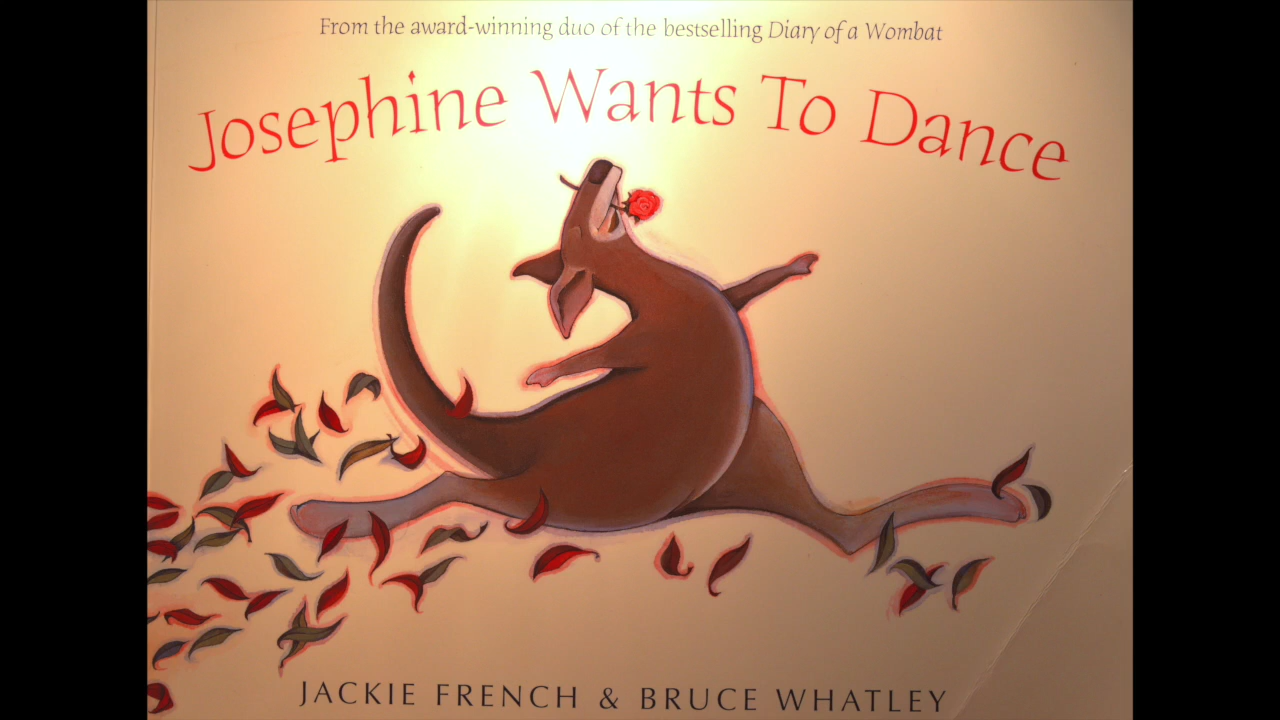 From the award-winning duo of the bestselling Diary of a Wombat
Josephine Wants To Dance
JACKIE FRENCH & BRUCE WHATLEY